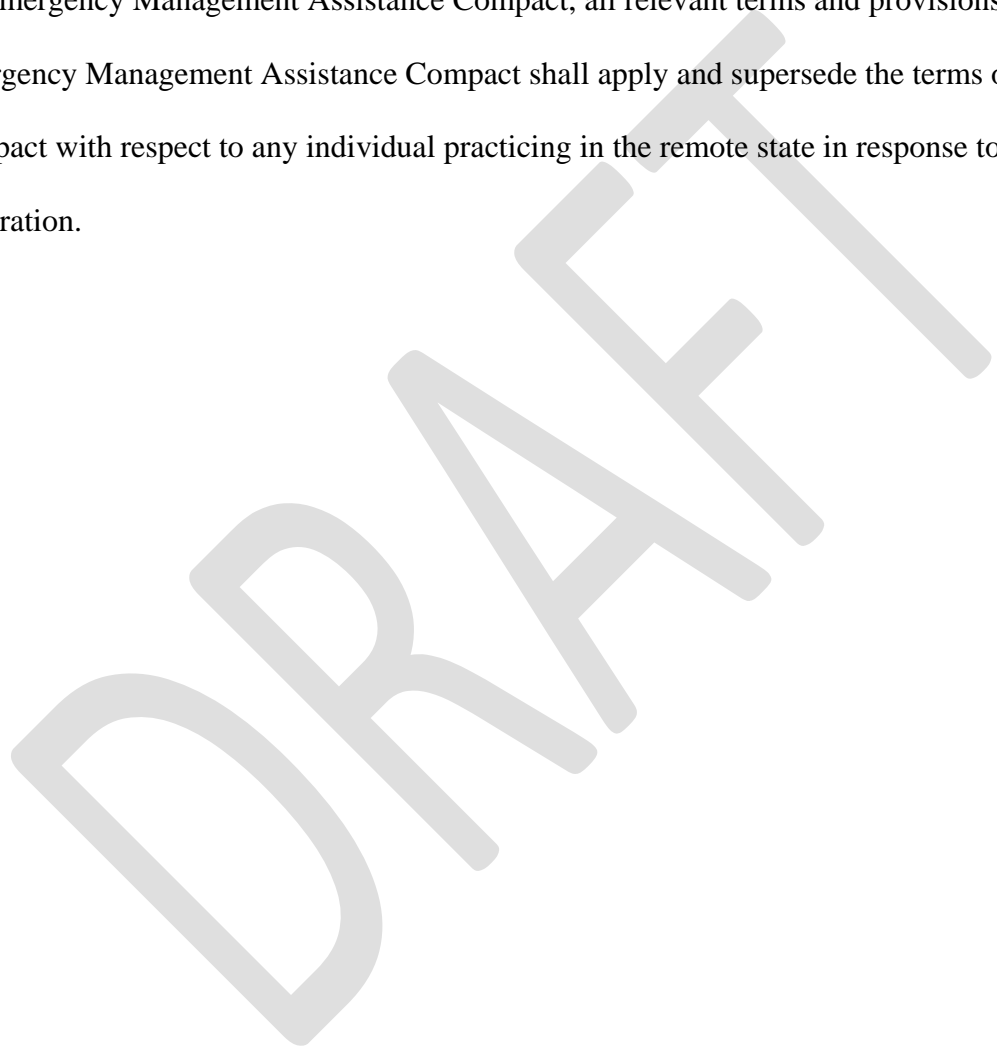 mergency Management Assistance Compact, all relevant terms and provisions
rgency Management Assistance Compact shall apply and supersede the terms
pact with respect to any individual practicing in the remote state in response to
ration.
DRAFT